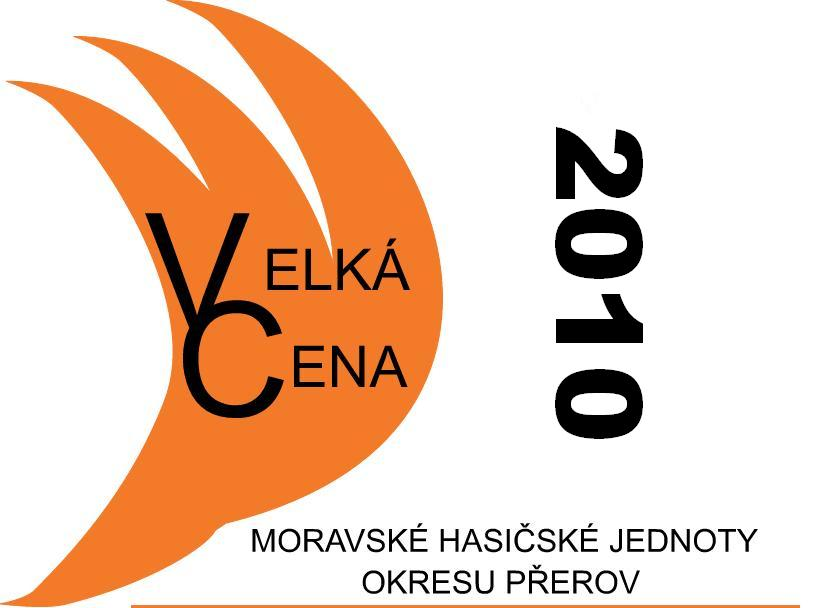 VELKÁ
CENA
2010
MORAVSKÉ HASIČSKÉ JEDNOTY
OKRESU PŘEROV